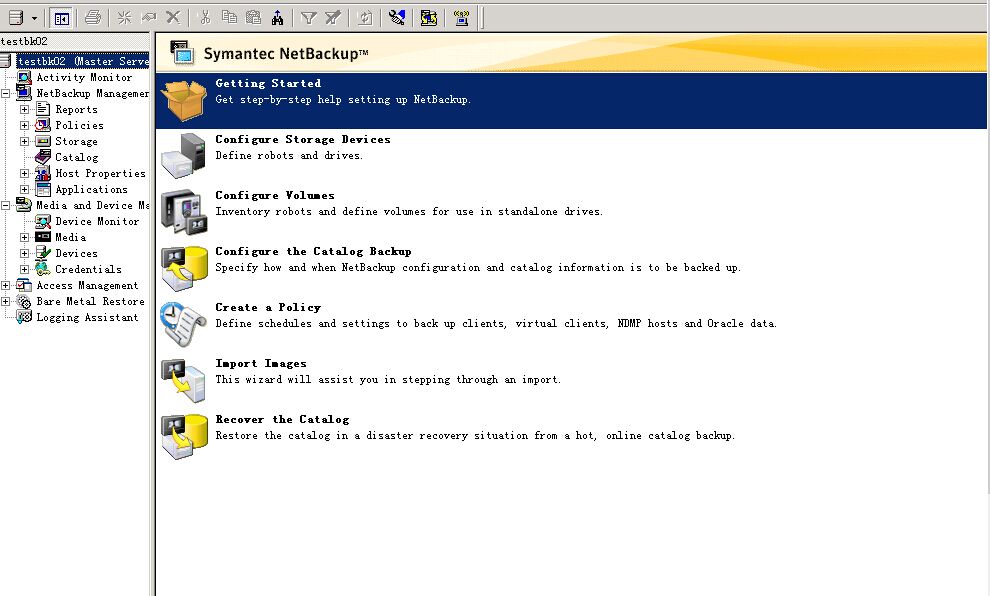 testbk02
testbk02 (Master Serve
Activity Monitor
NetBackup Managemer
Reports
Policies
Storage
Catalog
Host Properties
Applications
Media and Device Ma
Device Monitor
Media
Devices
Credentials
Access Management
Bare Metal Restore
Logging Assistant
Symantec NetBackup™
Getting Started
Get step-by-step help setting up NetBackup.
Configure Storage Devices
Define robots and drives.
Configure Volumes
Inventory robots and define volumes for use in standalone drives.
Configure the Catalog Backup
Specify how and when NetBackup configuration and catalog information is to be backed up.
Create a Policy
Define schedules and settings to back up clients, virtual clients, NDMP hosts and Oracle data.
Import Images
This wizard will assist you in stepping through an import.
Recover the Catalog
Restore the catalog in a disaster recovery situation from a hot, online catalog backup.